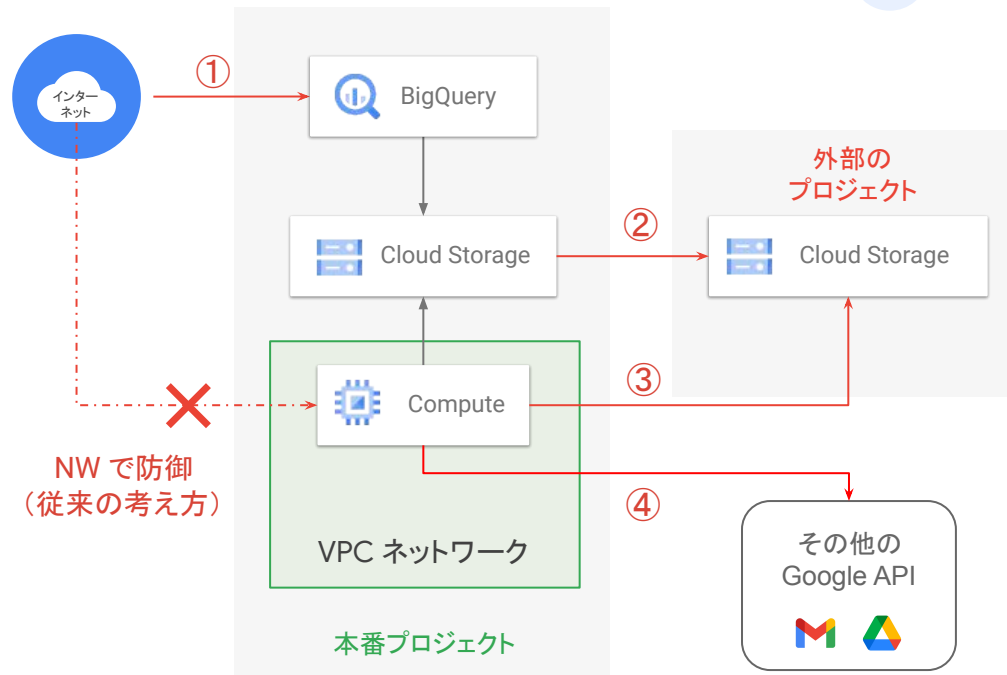 インター
ネット
①
BigQuery
外部の
プロジェクト
Cloud Storage
②
Cloud Storage
Compute
③
NW で防御
（従来の考え方）
④
VPC ネットワーク
その他の
Google API
本番プロジェクト